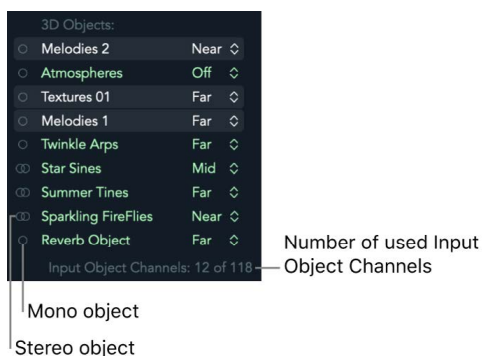 3D Objects:
Melodies 2 Near
Atmospheres Off
Textures 01 Far
Melodies 1 Far
Twinkle Arps Far
Star Sines Mid
Summer Tines Far
Sparkling FireFlies Near
Reverb Object Far
Input Object Channels: 12 of 118
Number of used Input
Object Channels
Mono object
Stereo object